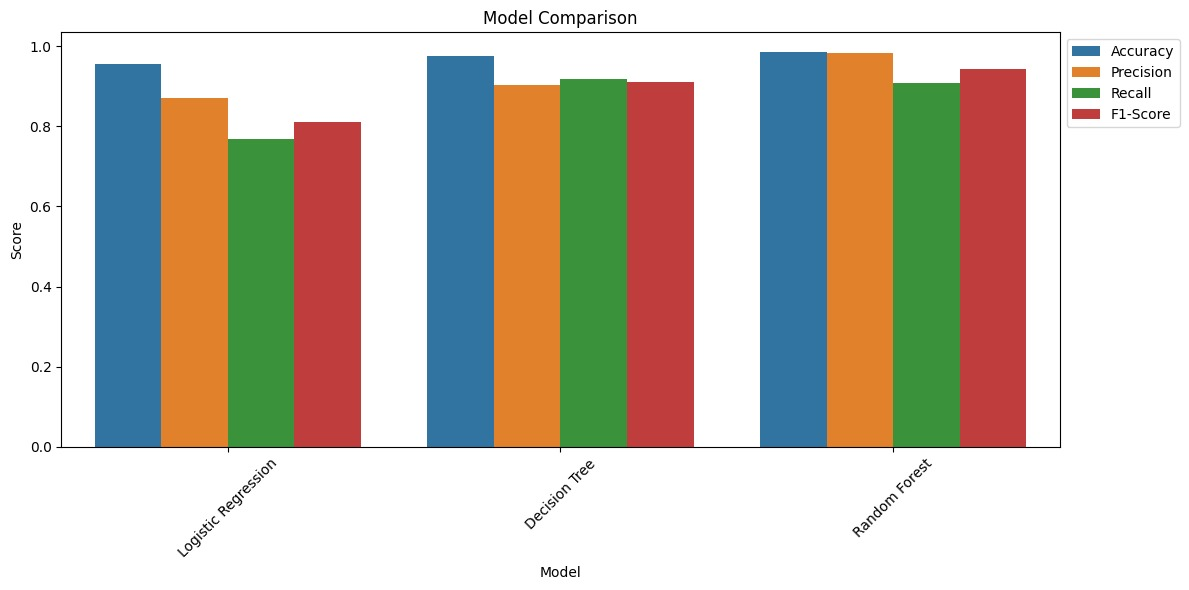 Model Comparison
1.0
0.8
0.6
0.4
0.2
0.0
Score
Logistic Regression
Decision Tree
Random Forest
Model
Accuracy
Precision
Recall
F1-Score